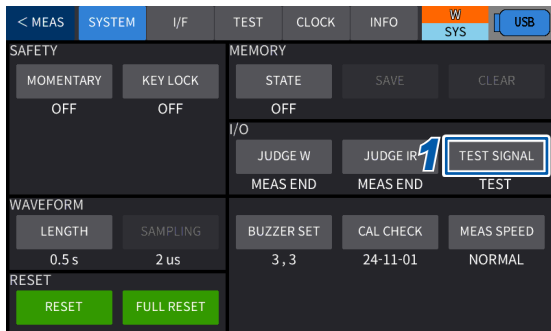 < MEAS SYSTEM I/F TEST CLOCK INFO W SYS USB
SAFETY
MOMENTARY KEY LOCK
OFF OFF
MEMORY
STATE SAVE CLEAR
OFF
I/O
JUDGE W JUDGE IR 1 TEST SIGNAL
MEAS END MEAS END TEST
WAVEFORM
LENGTH SAMPLING
0.5 s 2 us
BUZZER SET CAL CHECK MEAS SPEED
3 , 3 24-11-01 NORMAL
RESET
RESET FULL RESET